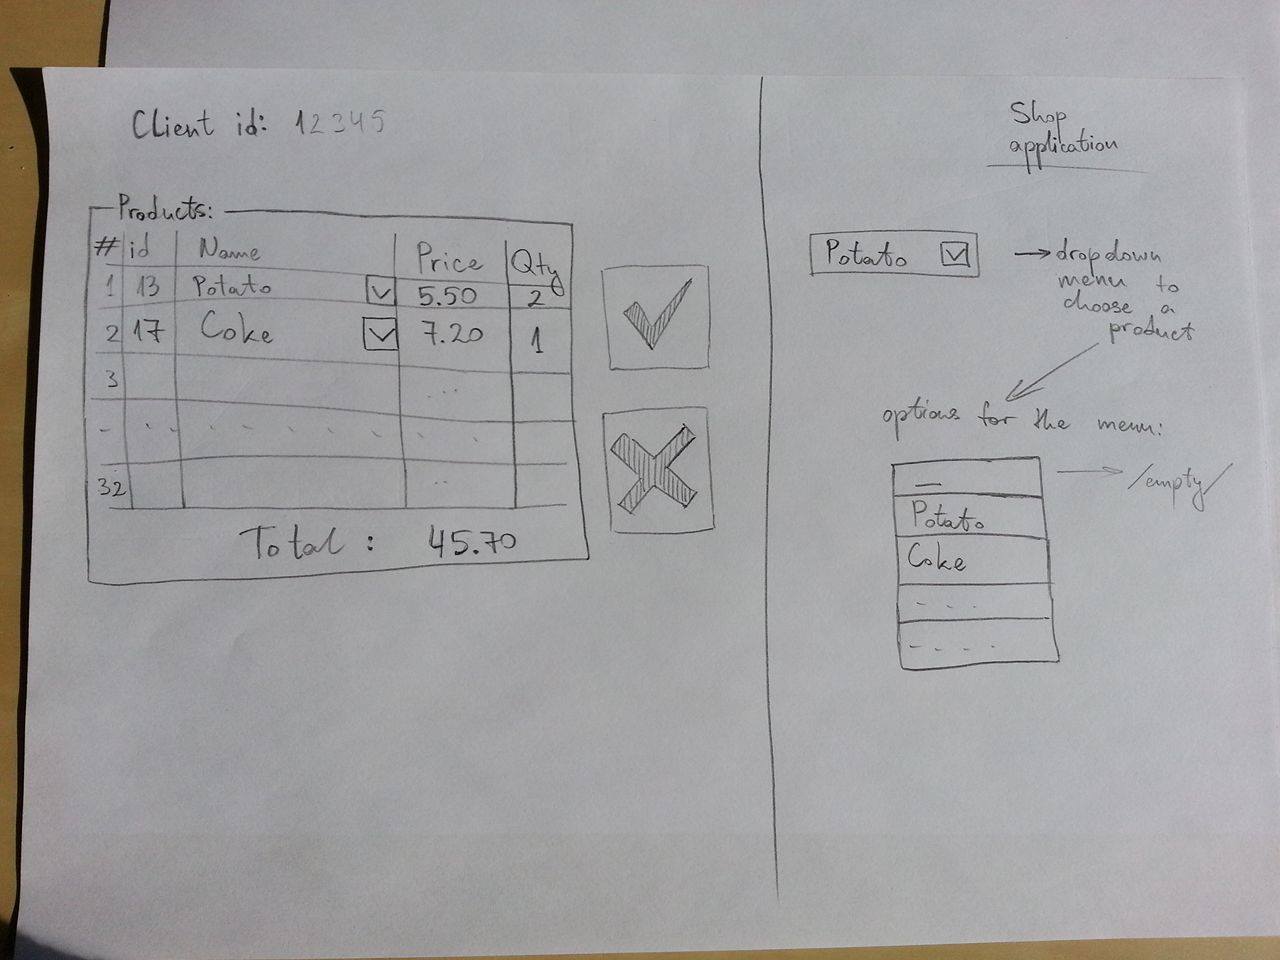 Client id: 12345
Products:
# id Name Price Qty
1 13 Potato 5.50 2
2 17 Coke 7.20 1
3 ...
- - - - - - - - - -
32 ..
Total : 45.70
Shop
application
Potato
→ dropdown
menu to
choose a
product
options for the menu:
—
→ /empty/
Potato
Coke
- - - -
- - - -